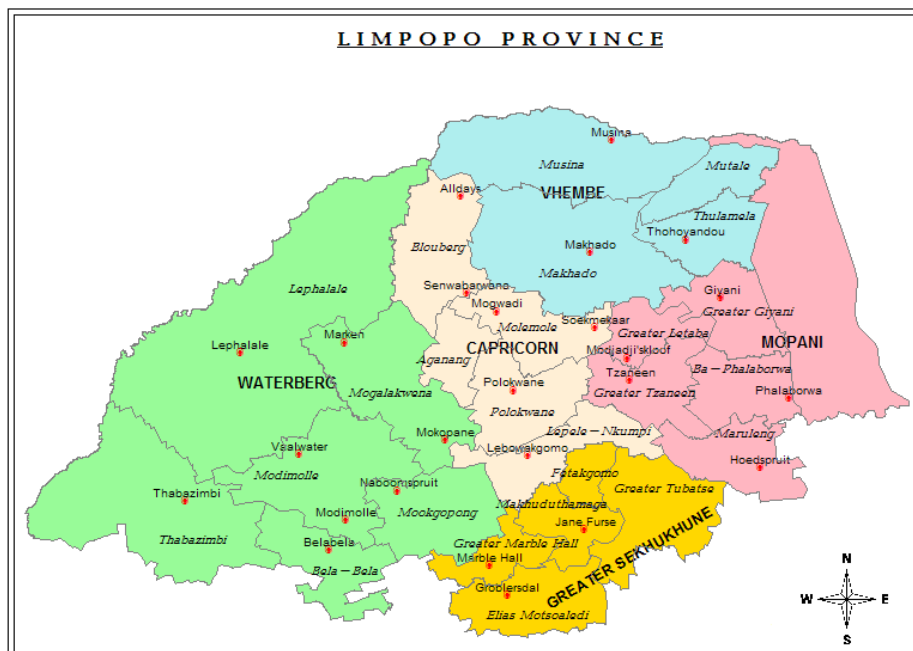 LIMPOPO PROVINCE
Musina
Musina
Mutale
VHEMBE
Alldays
Thulamela
Thohoyandou
Blouberg
Makhado
Makhado
Lephalale
Senwabarwano
Giyani
Mogwadi
Greater Giyani
Soekmekaar
Molemole
Greater Letaba
Marken
MOPANI
CAPRICORN
Lephalale
Modjadji'sklouf
Aganang
Tzaneen
Ba-Phalaborwa
WATERBERG
Polokwane
Mogalakwena
Greater Tzaneen
Phalaborwa
Polokwane
Lepele-Nkumpi
Mokopane
Maruleng
Vaalwater
Lebowakgomo
Hoedspruit
Modimolle
Fetakgomo
Naboomspruit
Greater Tubatse
Thabazimbi
Makhuduthamaga
Mookgopong
Modimolle
Jane Furse
Thabazimbi
Belabela
Greater Marble Hall
Marble Hall
GREATER SEKHUKHUNE
Bela-Bela
Groblersdal
Elias Motsoaledi
N
W E
S